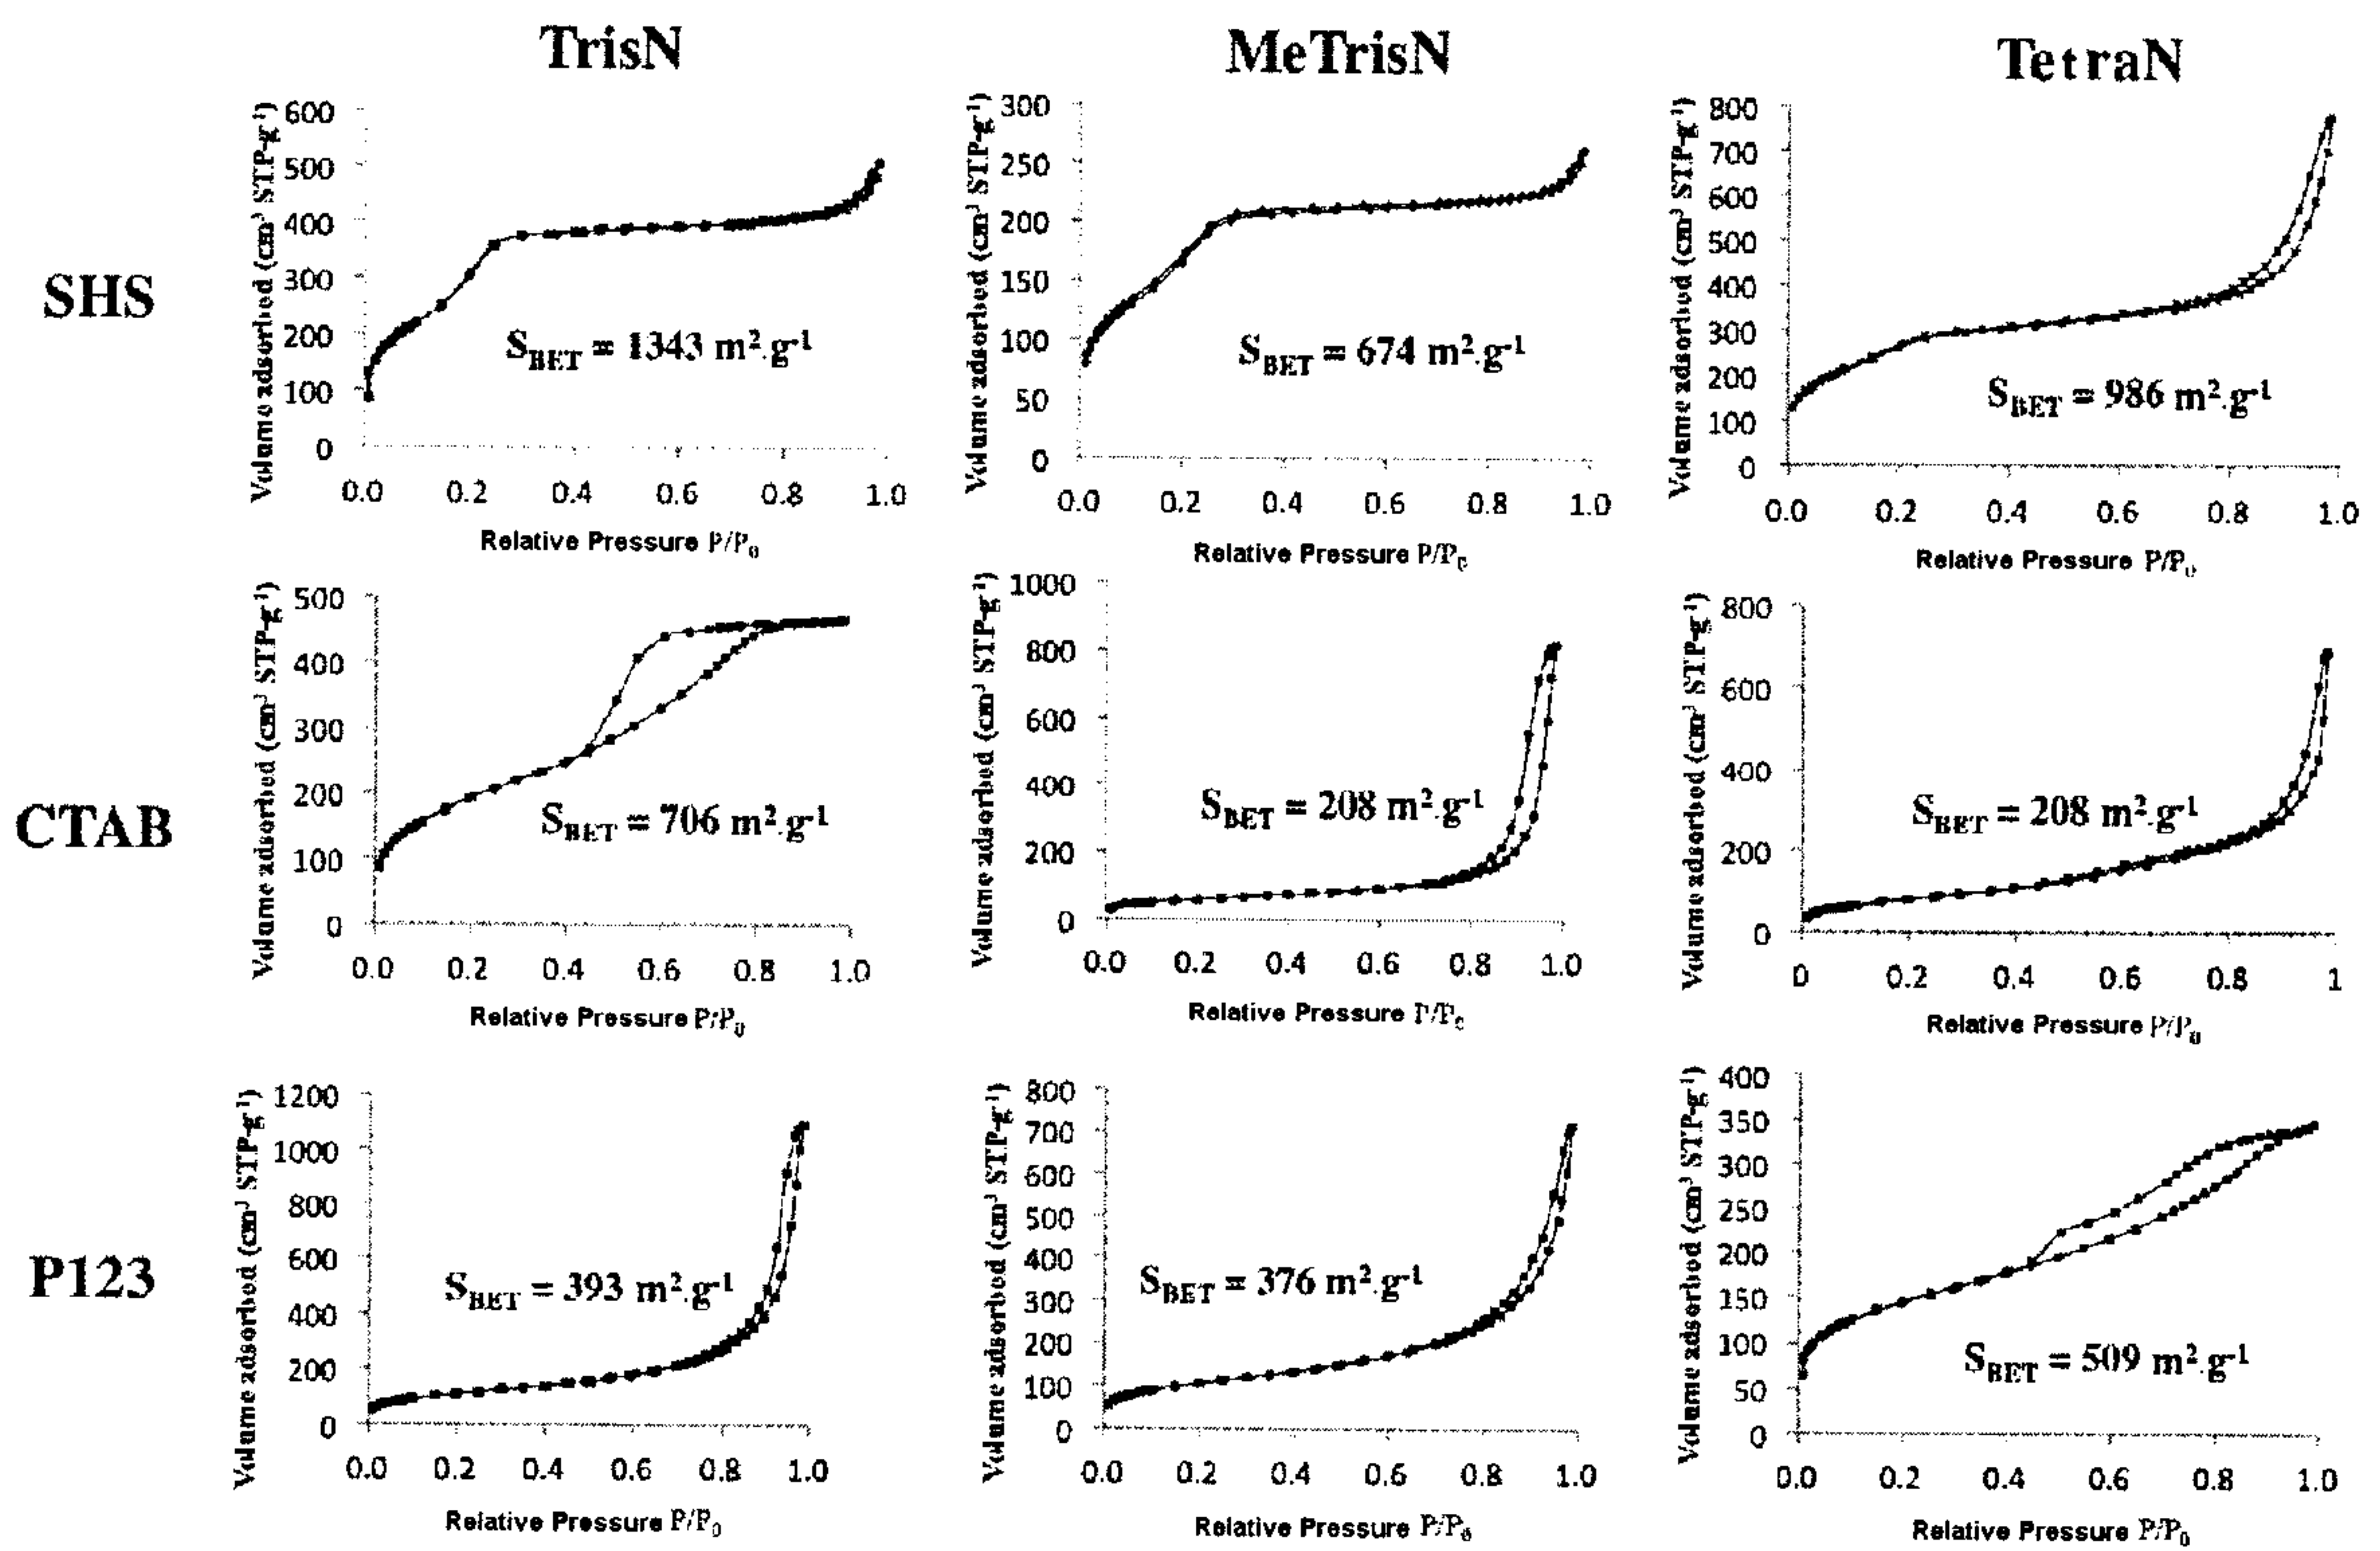 TrisN
MeTrisN
TetraN
SHS
Volume adsorbed (cm³ STP-g⁻¹)
600
500
400
300
200
100
0
S_BET = 1343 m².g⁻¹
0.0 0.2 0.4 0.6 0.8 1.0
Relative Pressure P/P₀
Volume adsorbed (cm³ STP-g⁻¹)
300
250
200
150
100
50
0
S_BET = 674 m².g⁻¹
0.0 0.2 0.4 0.6 0.8 1.0
Relative Pressure P/P₀
Volume adsorbed (cm³ STP-g⁻¹)
800
700
600
500
400
300
200
100
0
S_BET = 986 m².g⁻¹
0.0 0.2 0.4 0.6 0.8 1.0
Relative Pressure P/P₀
CTAB
Volume adsorbed (cm³ STP-g⁻¹)
500
400
300
200
100
0
S_BET = 706 m².g⁻¹
0.0 0.2 0.4 0.6 0.8 1.0
Relative Pressure P/P₀
Volume adsorbed (cm³ STP-g⁻¹)
1000
800
600
400
200
0
S_BET = 208 m².g⁻¹
0.0 0.2 0.4 0.6 0.8 1.0
Relative Pressure P/P₀
Volume adsorbed (cm³ STP-g⁻¹)
800
600
400
200
0
S_BET = 208 m².g⁻¹
0 0.2 0.4 0.6 0.8 1
Relative Pressure P/P₀
P123
Volume adsorbed (cm³ STP-g⁻¹)
1200
1000
800
600
400
200
0
S_BET = 393 m².g⁻¹
0.0 0.2 0.4 0.6 0.8 1.0
Relative Pressure P/P₀
Volume adsorbed (cm³ STP-g⁻¹)
800
700
600
500
400
300
200
100
0
S_BET = 376 m².g⁻¹
0.0 0.2 0.4 0.6 0.8 1.0
Relative Pressure P/P₀
Volume adsorbed (cm³ STP-g⁻¹)
400
350
300
250
200
150
100
50
0
S_BET = 509 m².g⁻¹
0.0 0.2 0.4 0.6 0.8 1.0
Relative Pressure P/P₀